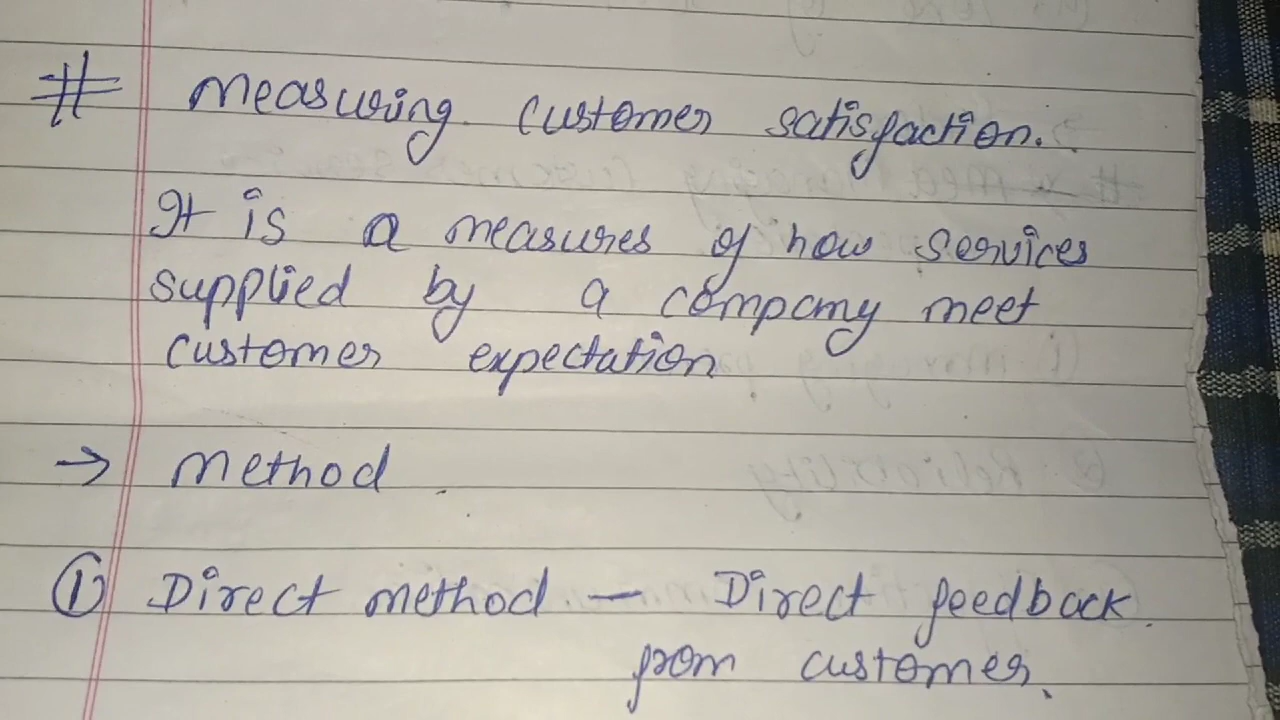 # Measuring customer satisfaction.
It is a measures of how services
supplied by a company meet
customer expectation
→ Method
① Direct method - Direct feedback
from customer.